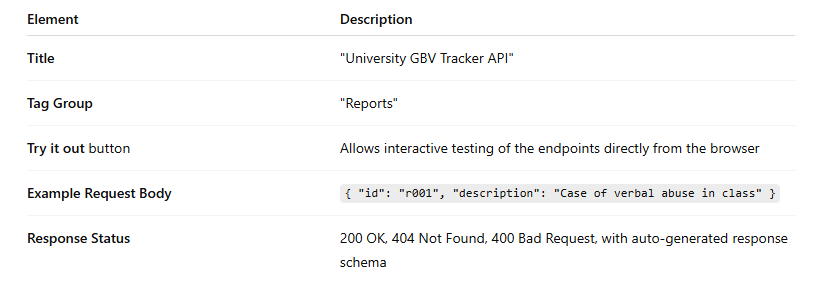 Element Description
Title "University GBV Tracker API"
Tag Group "Reports"
Try it out button Allows interactive testing of the endpoints directly from the browser
Example Request Body { "id": "r001", "description": "Case of verbal abuse in class" }
Response Status 200 OK, 404 Not Found, 400 Bad Request, with auto-generated response
schema